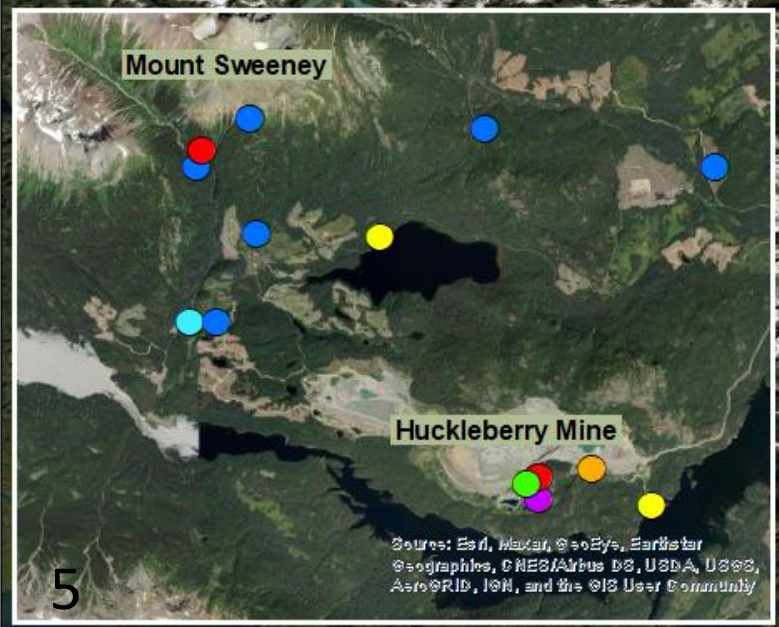 Mount Sweeney
Huckleberry Mine
Source: Esri, Maxar, GeoEye, Earthstar
Geographics, CNES/Airbus DS, USDA, USGS,
AeroGRID, IGN, and the GIS User Community
5